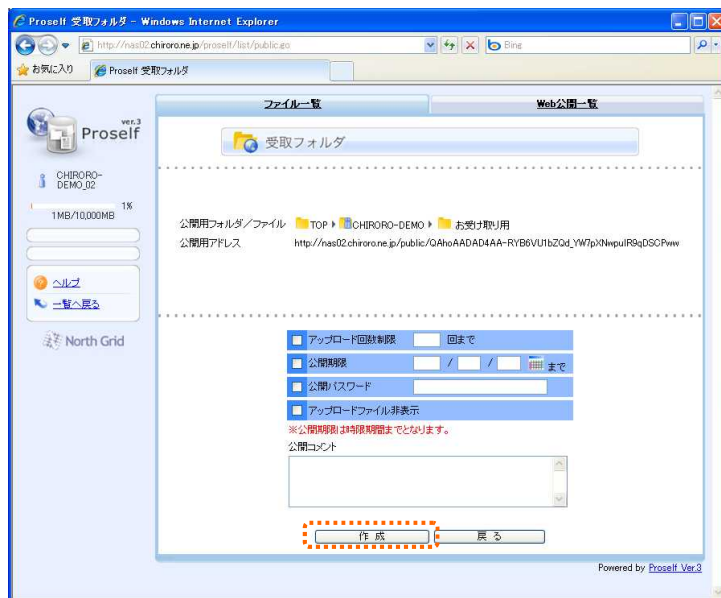 Proself 受取フォルダ - Windows Internet Explorer
http://nas02.chiroro.ne.jp/proself/list/public.go
Bing
お気に入り
Proself 受取フォルダ
ファイル一覧
Web公開一覧
ver.3
Proself
受取フォルダ
CHIRORO-
DEMO_02
1%
1MB/10,000MB
公開用フォルダ/ファイル TOP CHIRORO-DEMO お受け取り用
公開用アドレス http://nas02.chiroro.ne.jp/public/QAhoAADAD4AA-RYB6VU1bZQd_YW7pXNwpuIR9qDSCPww
ヘルプ
一覧へ戻る
North Grid
アップロード回数制限 回まで
公開期限 / / まで
公開パスワード
アップロードファイル非表示
※公開期限は時限期間までとなります。
公開コメント
作 成
戻 る
Powered by Proself Ver.3